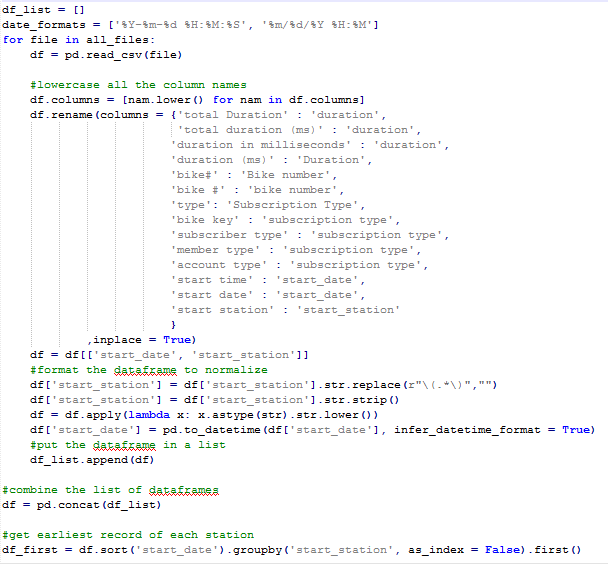 df_list = []
date_formats = ['%Y-%m-%d %H:%M:%S', '%m/%d/%Y %H:%M']
for file in all_files:
    df = pd.read_csv(file)

    #lowercase all the column names
    df.columns = [nam.lower() for nam in df.columns]
    df.rename(columns = {'total Duration' : 'duration',
                         'total duration (ms)' : 'duration',
                        'duration in milliseconds' : 'duration',
                        'duration (ms)' : 'Duration',
                        'bike#' : 'Bike number',
                        'bike #' : 'bike number',
                        'type': 'Subscription Type',
                        'bike key' : 'subscription type',
                        'subscriber type' : 'subscription type',
                        'member type' : 'subscription type',
                        'account type' : 'subscription type',
                        'start time' : 'start_date',
                        'start date' : 'start_date',
                        'start station' : 'start_station'
                        }
            ,inplace = True)
    df = df[['start_date', 'start_station']]
    #format the dataframe to normalize
    df['start_station'] = df['start_station'].str.replace(r"\(.*\)","")
    df['start_station'] = df['start_station'].str.strip()
    df = df.apply(lambda x: x.astype(str).str.lower())
    df['start_date'] = pd.to_datetime(df['start_date'], infer_datetime_format = True)
    #put the dataframe in a list
    df_list.append(df)

#combine the list of dataframes
df = pd.concat(df_list)

#get earliest record of each station
df_first = df.sort('start_date').groupby('start_station', as_index = False).first()